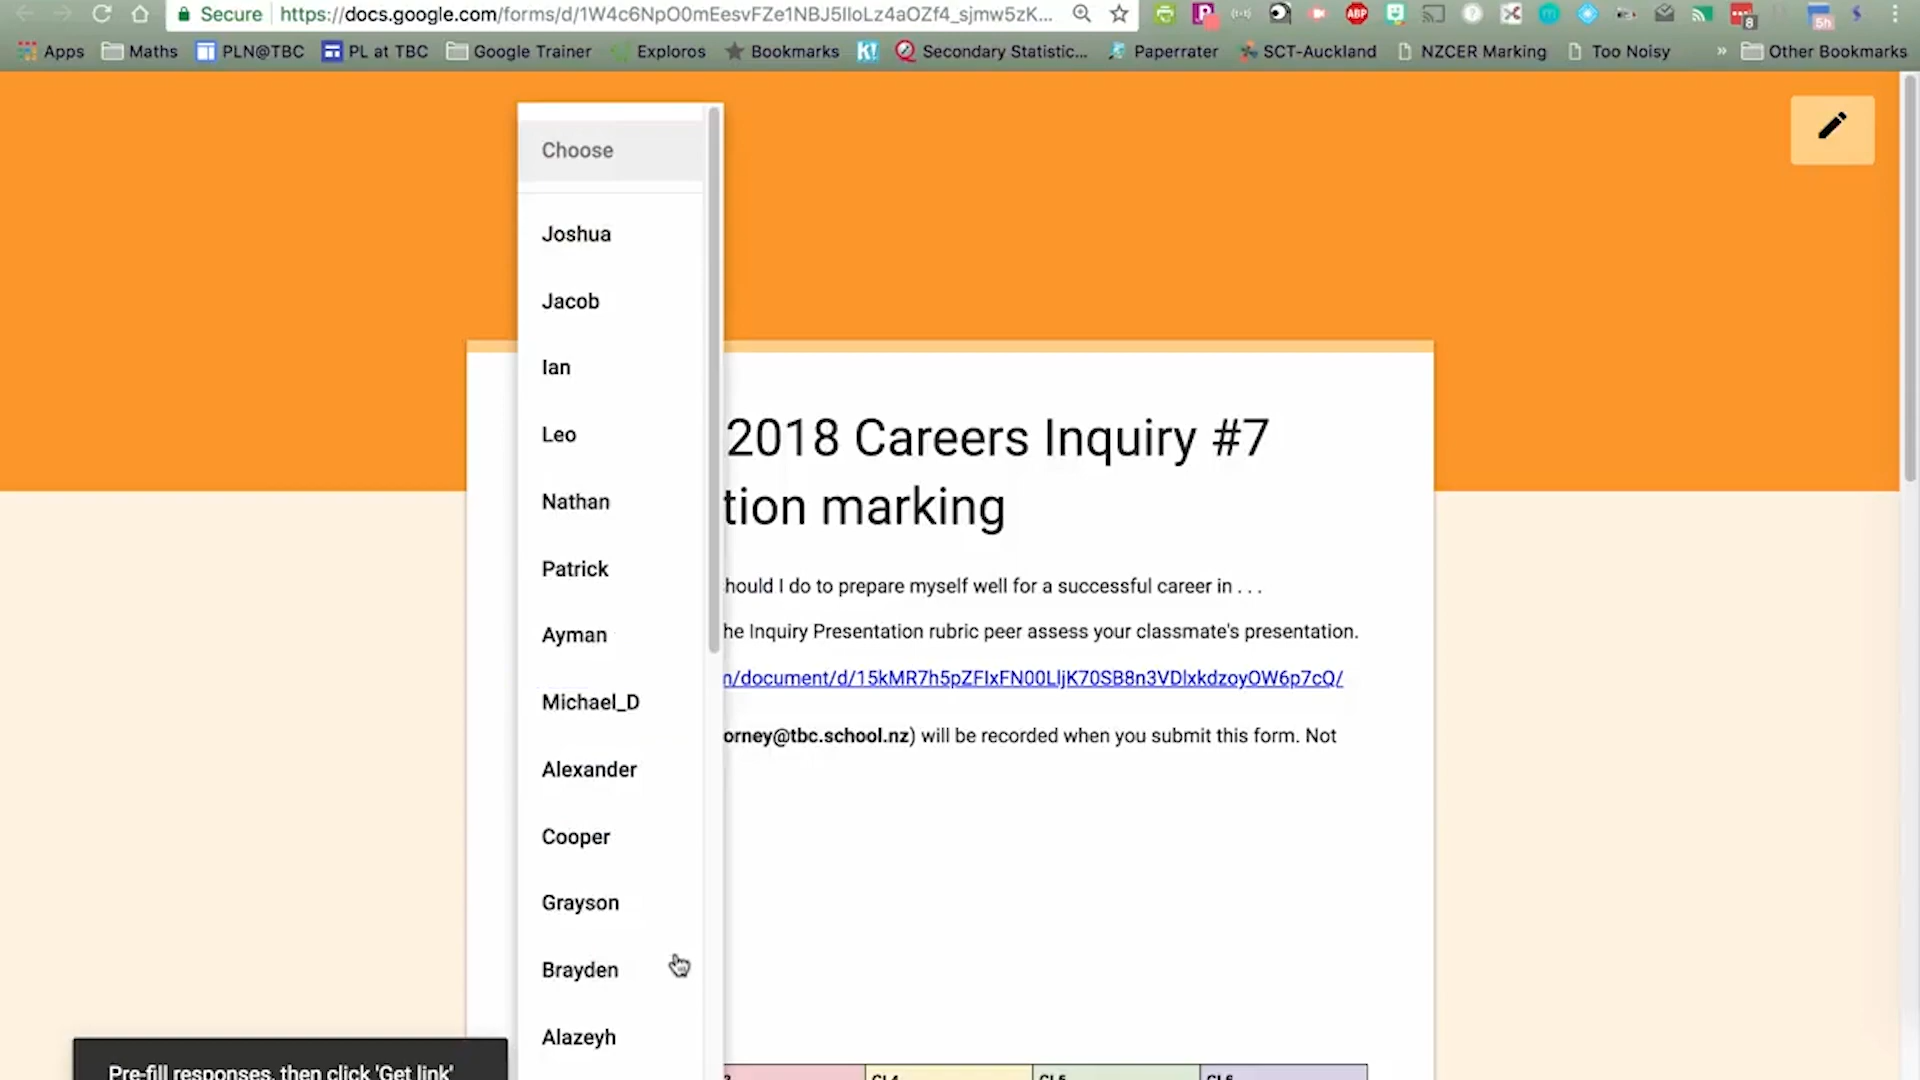 Secure https://docs.google.com/forms/d/1W4c6NpO0mEesvFZe1NBJ5IIoLz4aOZf4_sjmw5zK...
ABP
8
5h
Apps Maths PLN@TBC PL at TBC Google Trainer Exploros Bookmarks K! Secondary Statistic... Paperrater SCT-Auckland NZCER Marking Too Noisy » Other Bookmarks
Choose
Joshua
Jacob
Ian
Leo
Nathan
Patrick
Ayman
Michael_D
Alexander
Cooper
Grayson
Brayden
Alazeyh
2018 Careers Inquiry #7
tion marking
hould I do to prepare myself well for a successful career in . . .
he Inquiry Presentation rubric peer assess your classmate's presentation.
n/document/d/15kMR7h5pZFIxFN00LljK70SB8n3VDlxkdzoyOW6p7cQ/
orney@tbc.school.nz) will be recorded when you submit this form. Not
Pre-fill responses, then click 'Get link'